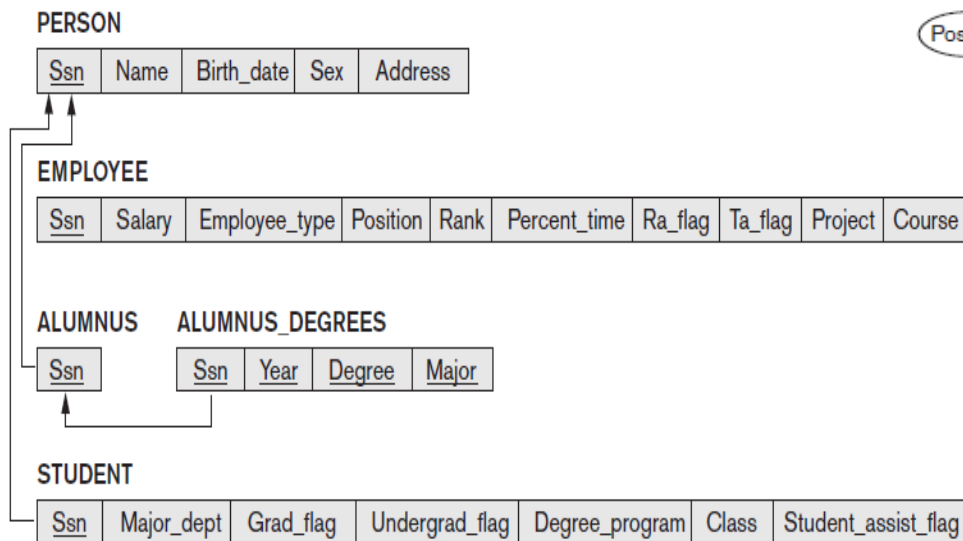 PERSON
Ssn Name Birth_date Sex Address
Pos
EMPLOYEE
Ssn Salary Employee_type Position Rank Percent_time Ra_flag Ta_flag Project Course
ALUMNUS ALUMNUS_DEGREES
Ssn Ssn Year Degree Major
STUDENT
Ssn Major_dept Grad_flag Undergrad_flag Degree_program Class Student_assist_flag